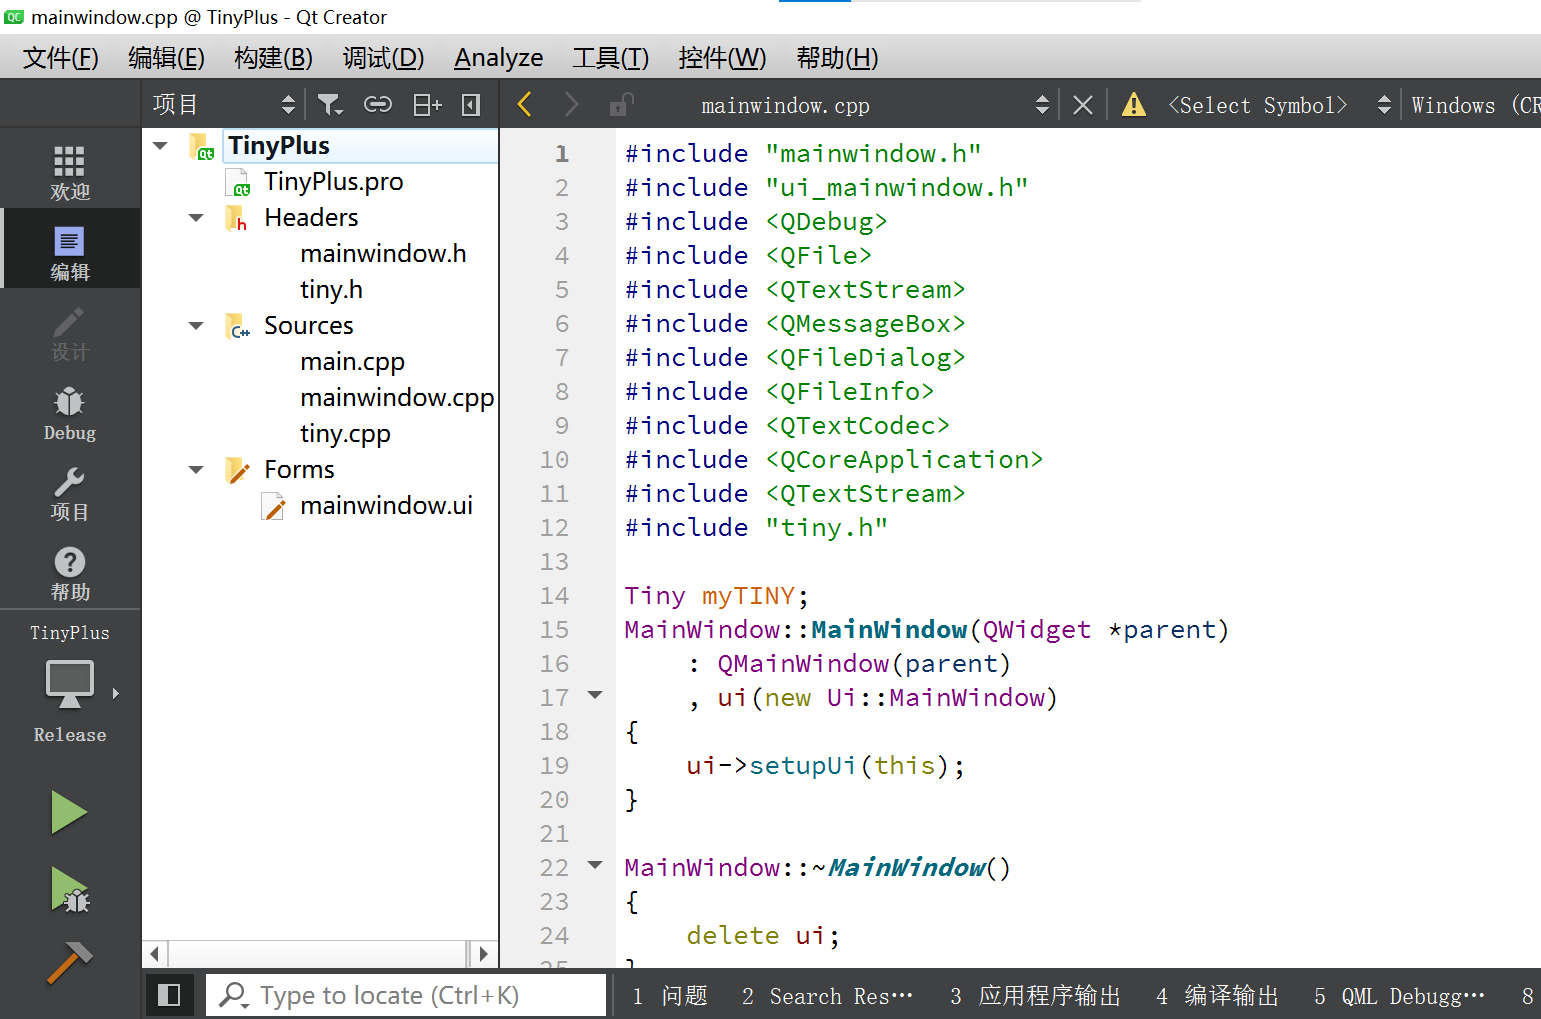 mainwindow.cpp @ TinyPlus - Qt Creator
文件(F) 编辑(E) 构建(B) 调试(D) Analyze 工具(T) 控件(W) 帮助(H)
项目 mainwindow.cpp <Select Symbol> Windows (CR
欢迎
编辑
设计
Debug
项目
帮助
TinyPlus
Release
TinyPlus
TinyPlus.pro
Headers
mainwindow.h
tiny.h
Sources
main.cpp
mainwindow.cpp
tiny.cpp
Forms
mainwindow.ui
1 #include "mainwindow.h"
2 #include "ui_mainwindow.h"
3 #include <QDebug>
4 #include <QFile>
5 #include <QTextStream>
6 #include <QMessageBox>
7 #include <QFileDialog>
8 #include <QFileInfo>
9 #include <QTextCodec>
10 #include <QCoreApplication>
11 #include <QTextStream>
12 #include "tiny.h"
13
14 Tiny myTINY;
15 MainWindow::MainWindow(QWidget *parent)
16     : QMainWindow(parent)
17     , ui(new Ui::MainWindow)
18 {
19     ui->setupUi(this);
20 }
21
22 MainWindow::~MainWindow()
23 {
24     delete ui;
25 }
Type to locate (Ctrl+K) 1 问题 2 Search Res… 3 应用程序输出 4 编译输出 5 QML Debugg… 8